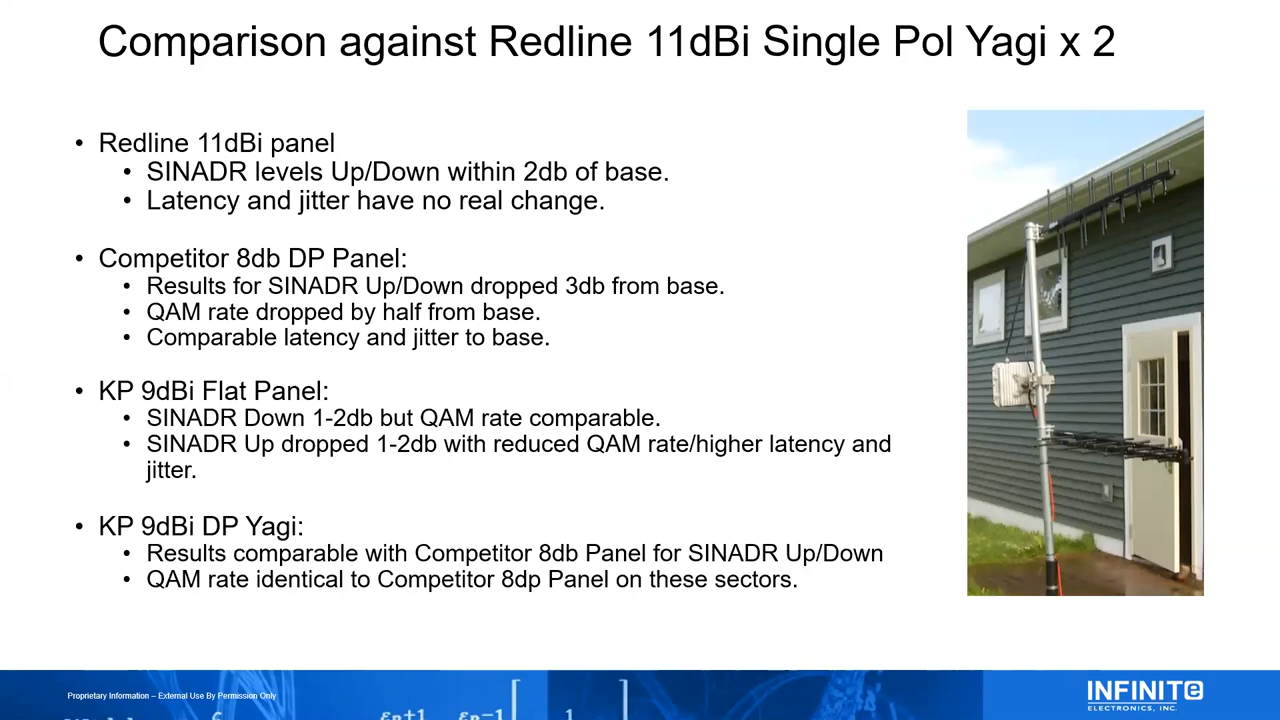 Comparison against Redline 11dBi Single Pol Yagi x 2
• Redline 11dBi panel
• SINADR levels Up/Down within 2db of base.
• Latency and jitter have no real change.
• Competitor 8db DP Panel:
• Results for SINADR Up/Down dropped 3db from base.
• QAM rate dropped by half from base.
• Comparable latency and jitter to base.
• KP 9dBi Flat Panel:
• SINADR Down 1-2db but QAM rate comparable.
• SINADR Up dropped 1-2db with reduced QAM rate/higher latency and
jitter.
• KP 9dBi DP Yagi:
• Results comparable with Competitor 8db Panel for SINADR Up/Down
• QAM rate identical to Competitor 8dp Panel on these sectors.
Proprietary Information – External Use By Permission Only
INFINITE
ELECTRONICS, INC.